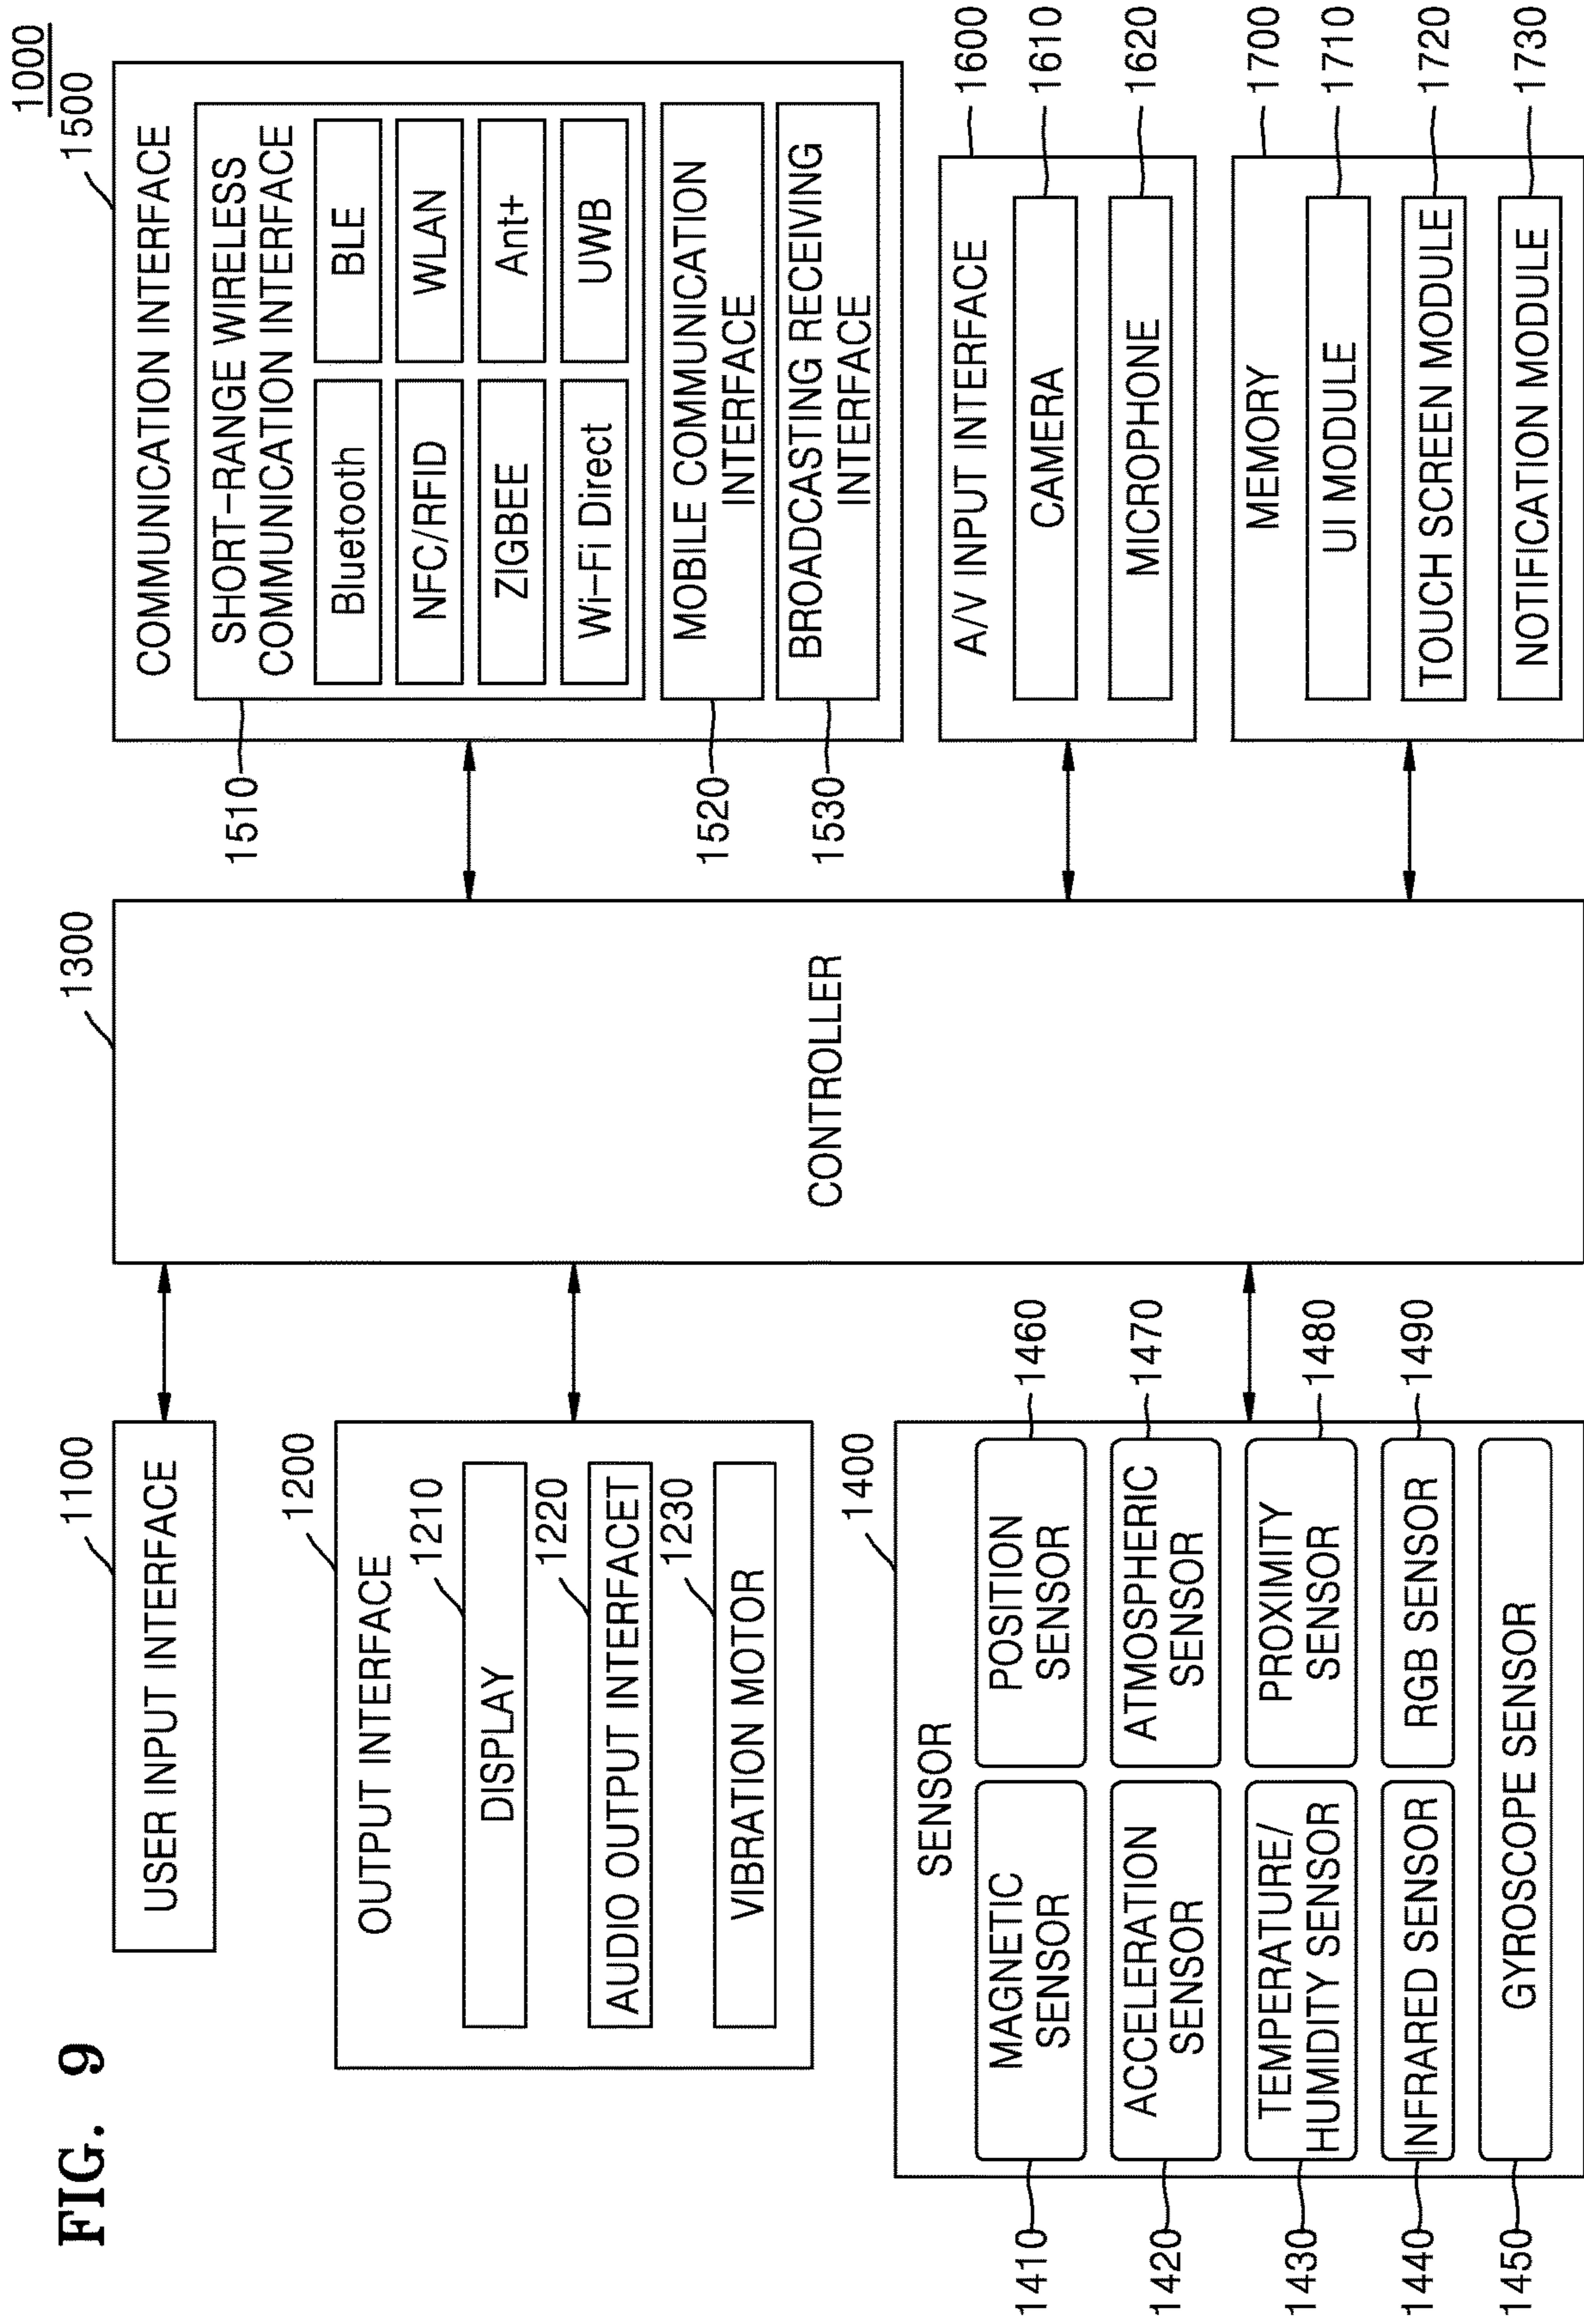 FIG. 9
1000
1100
USER INPUT INTERFACE
1200
OUTPUT INTERFACE
1210
DISPLAY
1220
AUDIO OUTPUT INTERFACET
1230
VIBRATION MOTOR
1400
SENSOR
1410
MAGNETIC
SENSOR
POSITION
SENSOR
1460
1420
ACCELERATION
SENSOR
ATMOSPHERIC
SENSOR
1470
1430
TEMPERATURE/
HUMIDITY SENSOR
PROXIMITY
SENSOR
1480
1440
INFRARED SENSOR
RGB SENSOR
1490
1450
GYROSCOPE SENSOR
1300
CONTROLLER
1500
COMMUNICATION INTERFACE
1510
SHORT-RANGE WIRELESS
COMMUNICATION INTERFACE
Bluetooth
BLE
NFC/RFID
WLAN
ZIGBEE
Ant+
Wi-Fi Direct
UWB
1520
MOBILE COMMUNICATION
INTERFACE
1530
BROADCASTING RECEIVING
INTERFACE
1600
A/V INPUT INTERFACE
CAMERA
1610
MICROPHONE
1620
1700
MEMORY
UI MODULE
1710
TOUCH SCREEN MODULE
1720
NOTIFICATION MODULE
1730